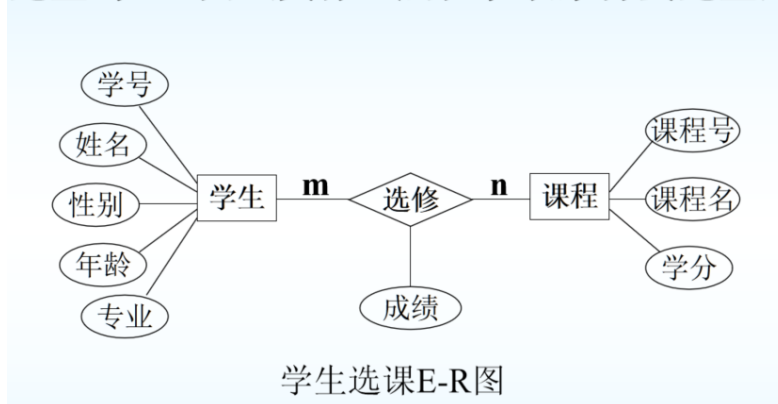 学号
姓名
性别
年龄
专业
学生
m
选修
n
课程
成绩
课程号
课程名
学分
学生选课E-R图